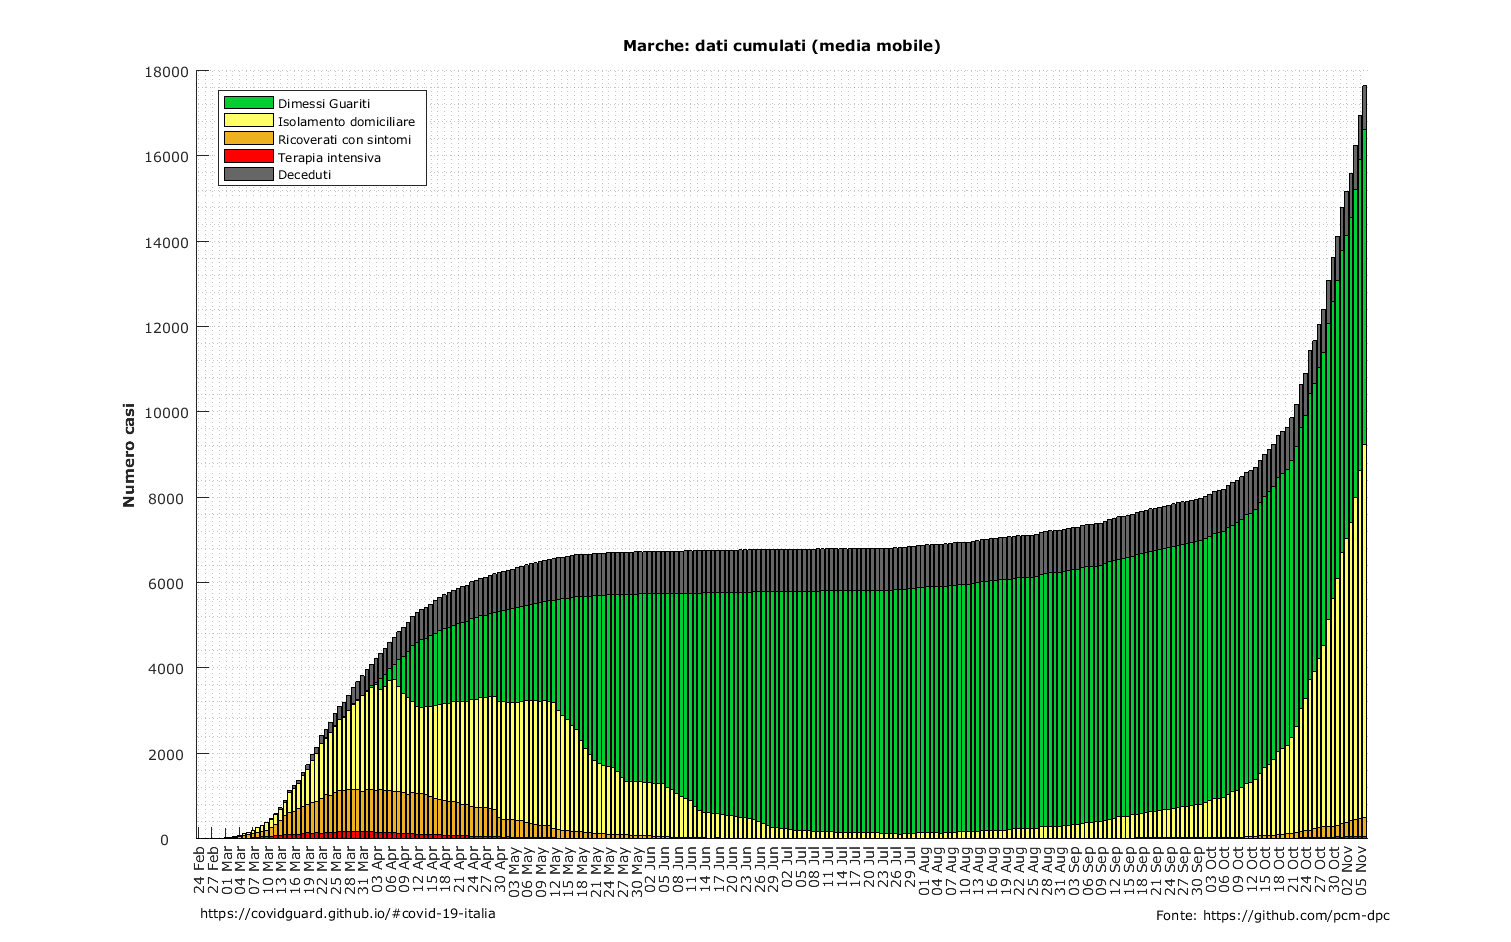 Marche: dati cumulati (media mobile)
18000
16000
14000
12000
10000
8000
6000
4000
2000
0
Numero casi
Dimessi Guariti
Isolamento domiciliare
Ricoverati con sintomi
Terapia intensiva
Deceduti
24 Feb
27 Feb
01 Mar
04 Mar
07 Mar
10 Mar
13 Mar
16 Mar
19 Mar
22 Mar
25 Mar
28 Mar
31 Mar
03 Apr
06 Apr
09 Apr
12 Apr
15 Apr
18 Apr
21 Apr
24 Apr
27 Apr
30 Apr
03 May
06 May
09 May
12 May
15 May
18 May
21 May
24 May
27 May
30 May
02 Jun
05 Jun
08 Jun
11 Jun
14 Jun
17 Jun
20 Jun
23 Jun
26 Jun
29 Jun
02 Jul
05 Jul
08 Jul
11 Jul
14 Jul
17 Jul
20 Jul
23 Jul
26 Jul
29 Jul
01 Aug
04 Aug
07 Aug
10 Aug
13 Aug
16 Aug
19 Aug
22 Aug
25 Aug
28 Aug
31 Aug
03 Sep
06 Sep
09 Sep
12 Sep
15 Sep
18 Sep
21 Sep
24 Sep
27 Sep
30 Sep
03 Oct
06 Oct
09 Oct
12 Oct
15 Oct
18 Oct
21 Oct
24 Oct
27 Oct
30 Oct
02 Nov
05 Nov
https://covidguard.github.io/#covid-19-italia
Fonte: https://github.com/pcm-dpc